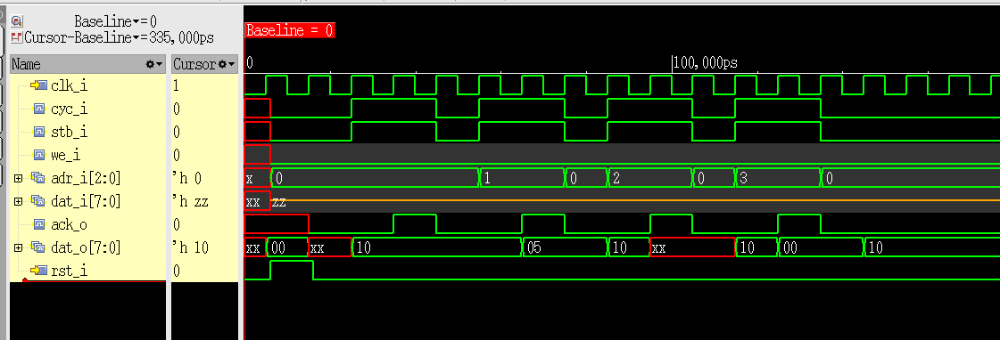 Baseline▾=0
Cursor-Baseline▾=335,000ps
Baseline = 0
0
100,000ps
Name
Cursor
clk_i 1
cyc_i 0
stb_i 0
we_i 0
adr_i[2:0] 'h 0 x 0 1 0 2 0 3 0
dat_i[7:0] 'h zz xx zz
ack_o 0
dat_o[7:0] 'h 10 xx 00 xx 10 05 10 xx 10 00 10
rst_i 0